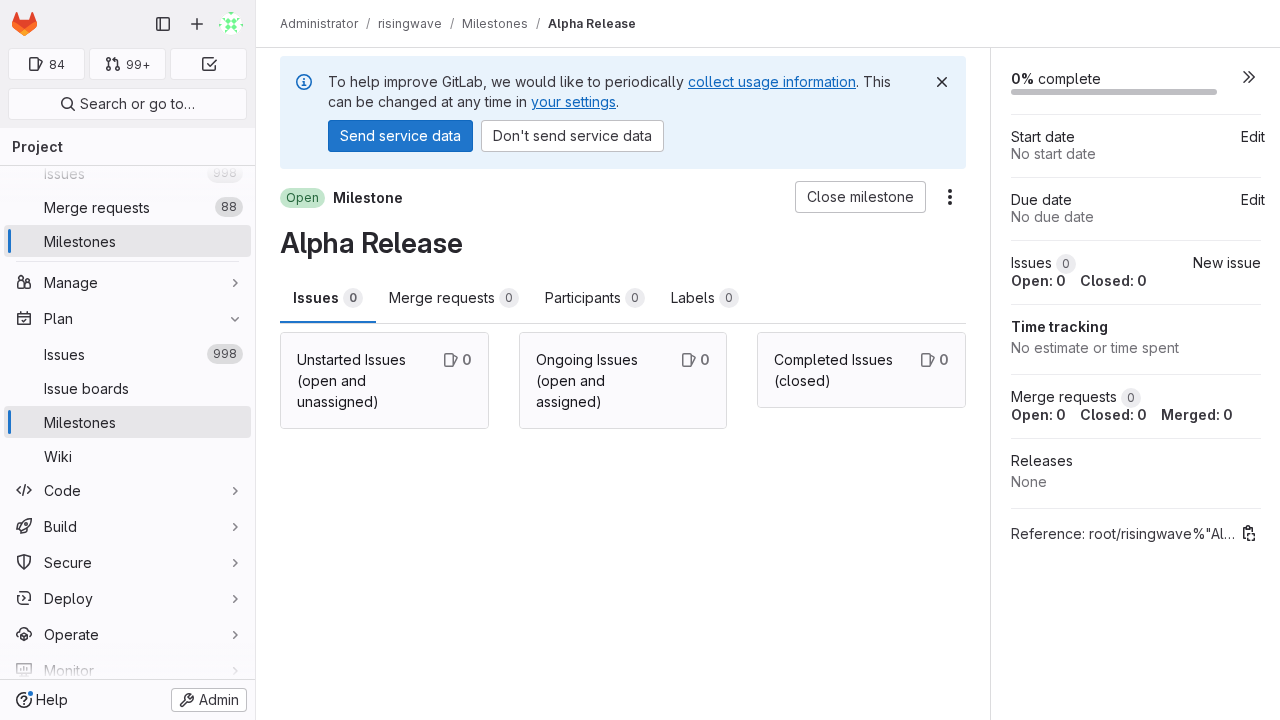 Administrator / risingwave / Milestones / Alpha Release
84
99+
Search or go to…
Project
Issues 998
Merge requests 88
Milestones
Manage
Plan
Issues 998
Issue boards
Milestones
Wiki
Code
Build
Secure
Deploy
Operate
Monitor
Help
Admin
To help improve GitLab, we would like to periodically collect usage information. This
can be changed at any time in your settings.
Send service data
Don't send service data
Open Milestone
Close milestone
Alpha Release
Issues 0
Merge requests 0
Participants 0
Labels 0
Unstarted Issues
(open and
unassigned)
0
Ongoing Issues
(open and
assigned)
0
Completed Issues
(closed)
0
0% complete
Start date Edit
No start date
Due date Edit
No due date
Issues 0 New issue
Open: 0 Closed: 0
Time tracking
No estimate or time spent
Merge requests 0
Open: 0 Closed: 0 Merged: 0
Releases
None
Reference: root/risingwave%"Al…